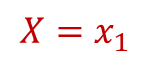 X = x₁